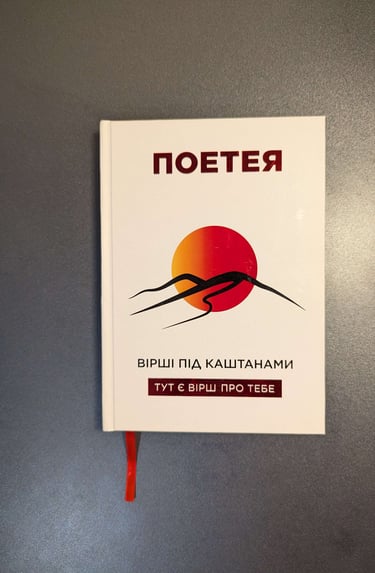 ПОЕТЕЯ
ВІРШІ ПІД КАШТАНАМИ
ТУТ Є ВІРШ ПРО ТЕБЕ